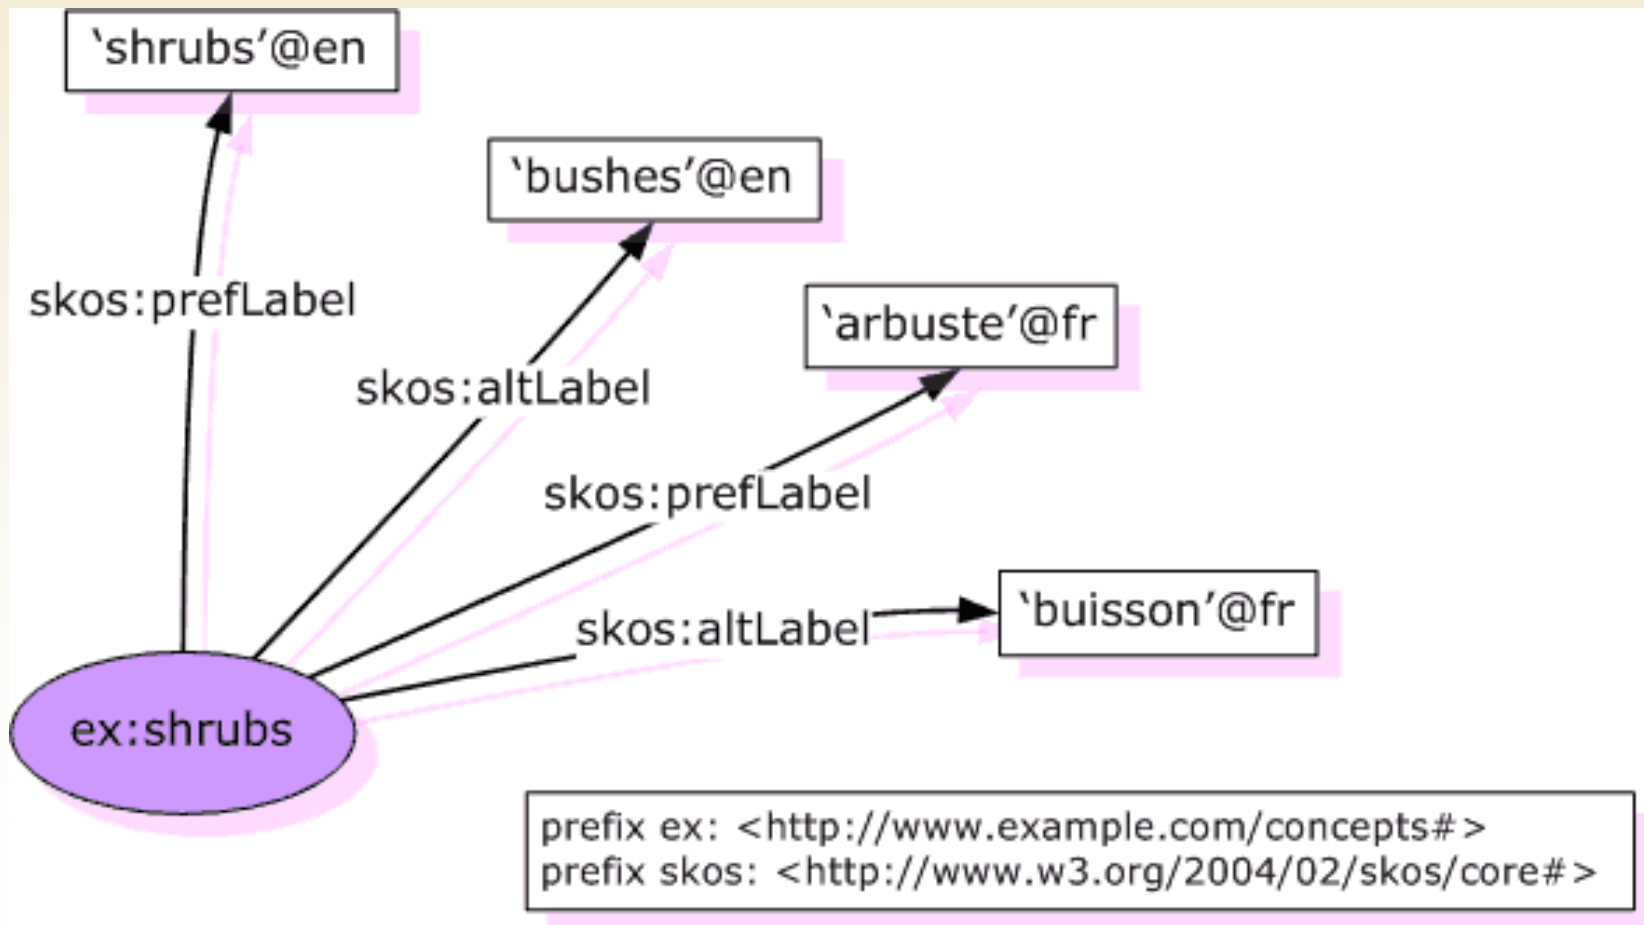 ‘shrubs’@en
‘bushes’@en
skos:prefLabel
‘arbuste’@fr
skos:altLabel
skos:prefLabel
‘buisson’@fr
skos:altLabel
ex:shrubs
prefix ex: <http://www.example.com/concepts#>
prefix skos: <http://www.w3.org/2004/02/skos/core#>